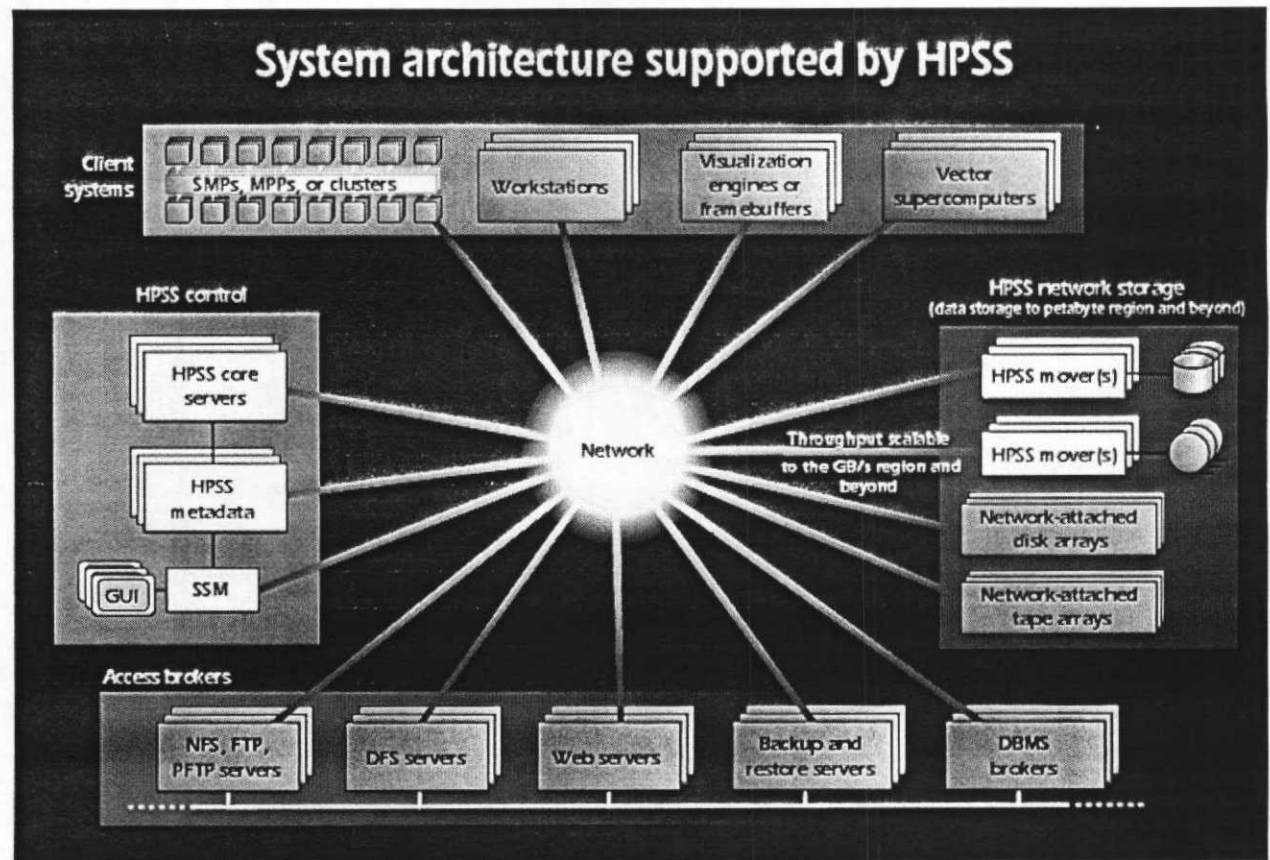 System architecture supported by HPSS
Client
systems
SMPs, MPPs, or clusters
Workstations
Visualization
engines or
framebuffers
Vector
supercomputers
HPSS control
HPSS core
servers
HPSS
metadata
GUI
SSM
Network
Throughput scalable
to the GB/s region and
beyond
HPSS network storage
(data storage to petabyte region and beyond)
HPSS mover(s)
HPSS mover(s)
Network-attached
disk arrays
Network-attached
tape arrays
Access brokers
NFS, FTP,
PFTP servers
DFS servers
Web servers
Backup and
restore servers
DBMS
brokers